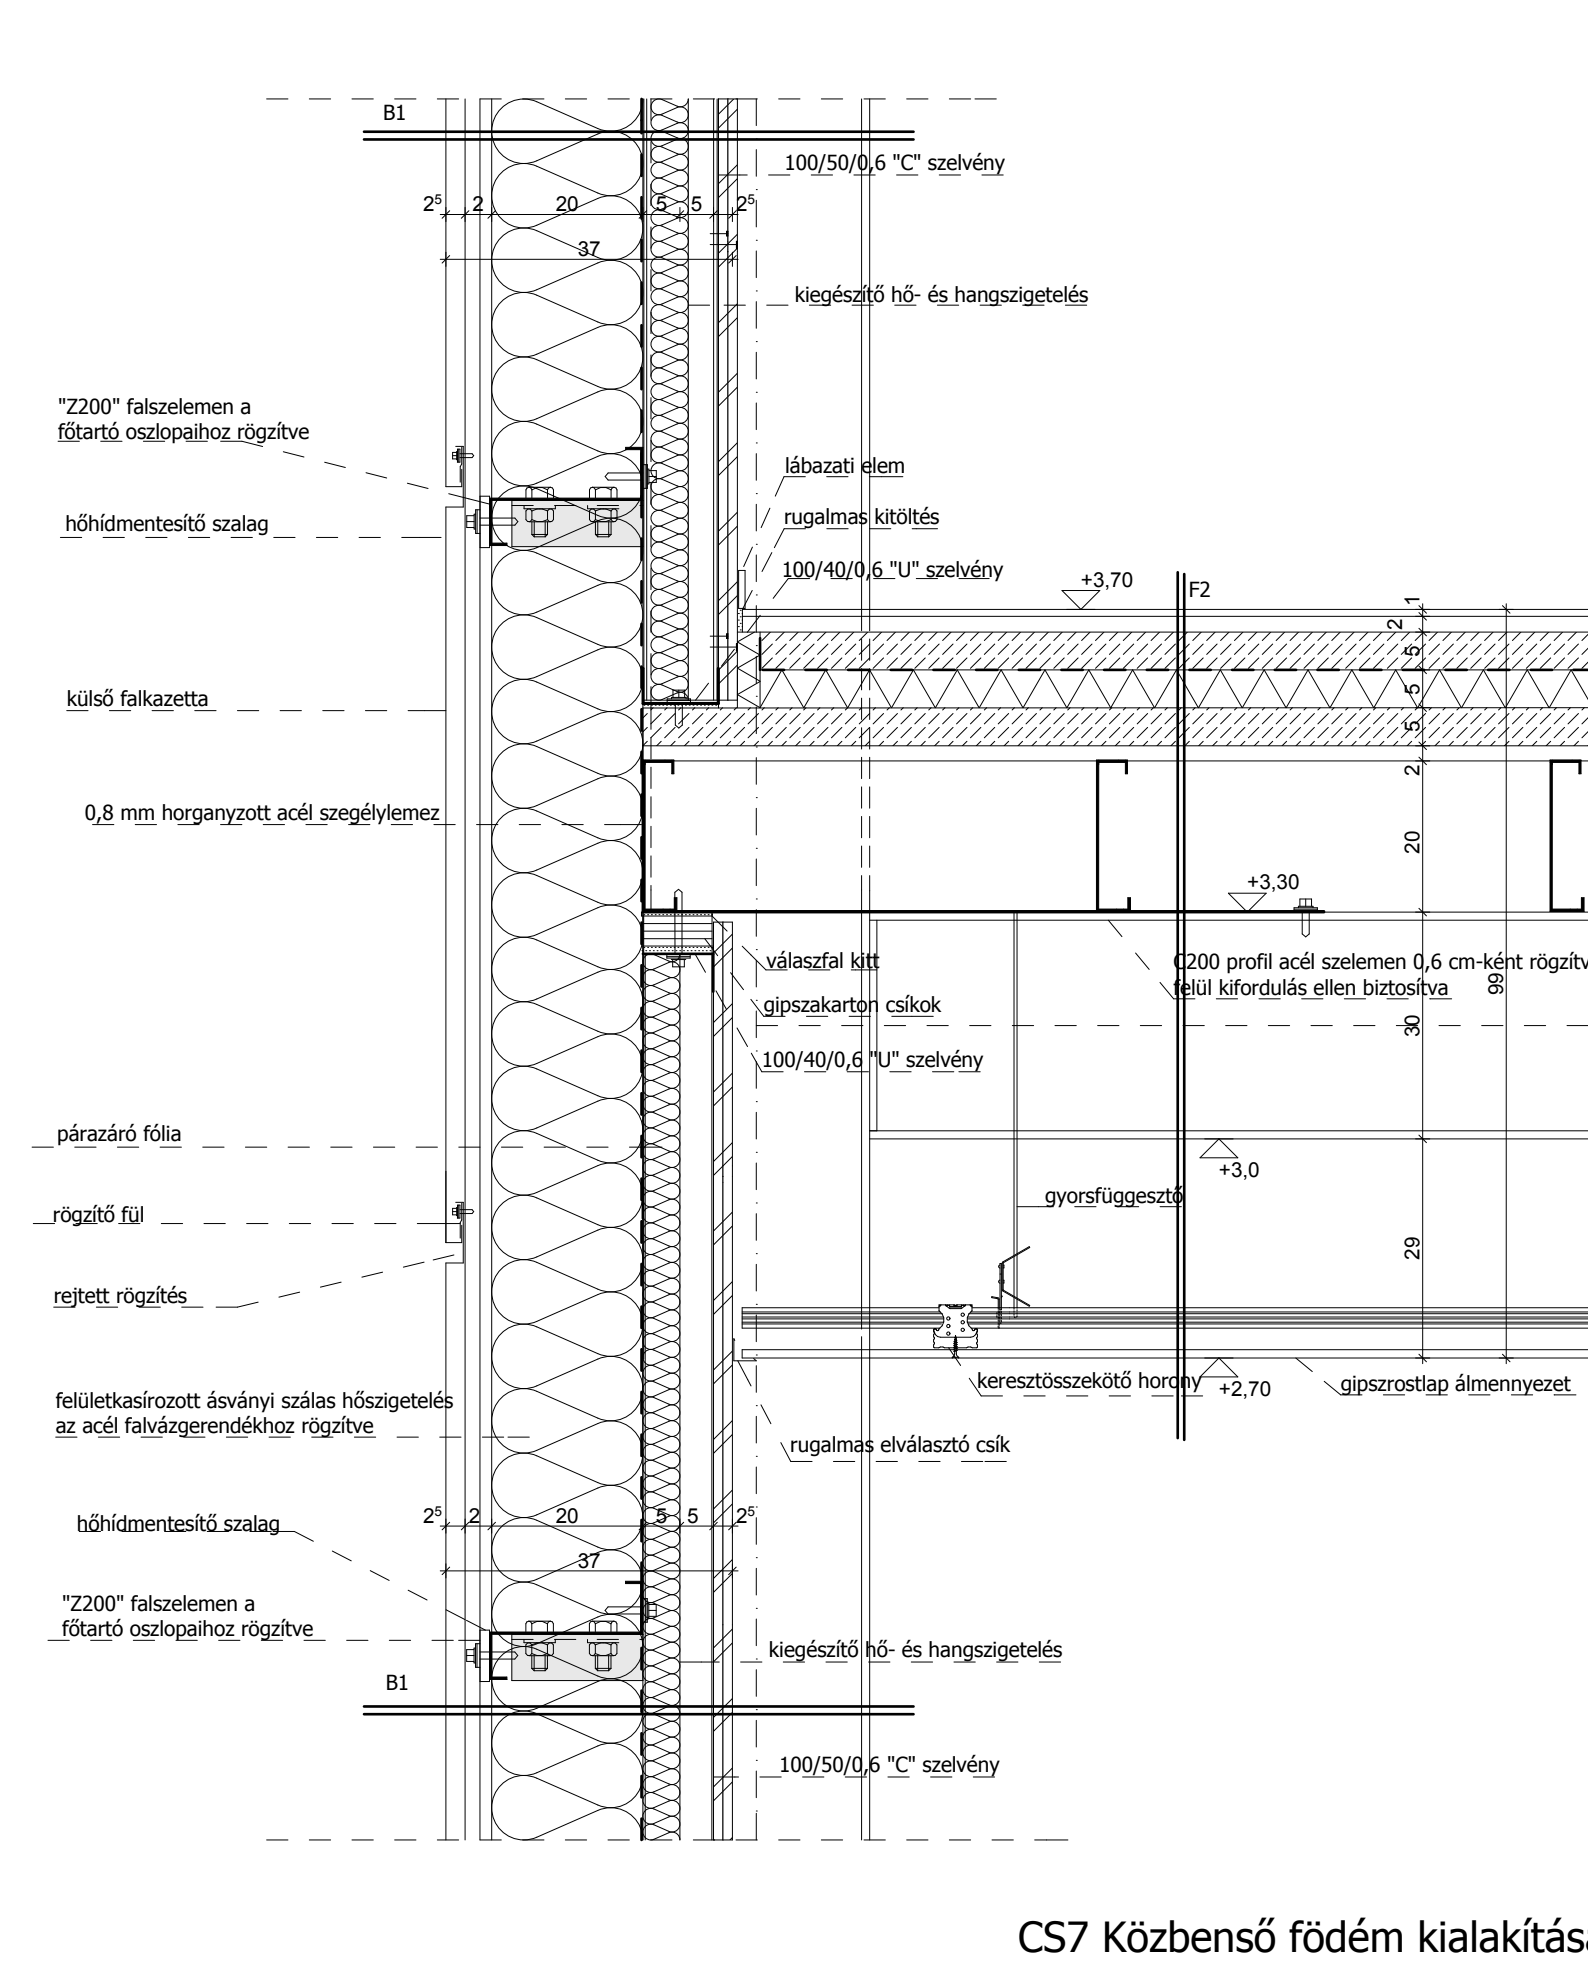 B1
100/50/0,6 "C" szelvény
2⁵ 2 20 5 5 2⁵
37
kiegészítő hő- és hangszigetelés
"Z200" falszelemen a
főtartó oszlopaihoz rögzítve
lábazati elem
hőhídmentesítő szalag
rugalmas kitöltés
100/40/0,6 "U" szelvény
+3,70
F2
1
2
5
5
5
2
20
30
29
99
külső falkazetta
0,8 mm horganyzott acél szegélylemez
+3,30
válaszfal kitt
C200 profil acél szelemen 0,6 cm-ként rögzítv
felül kifordulás ellen biztosítva
gipszakarton csíkok
100/40/0,6 "U" szelvény
párazáró fólia
+3,0
gyorsfüggesztő
rögzítő fül
rejtett rögzítés
keresztösszekötő horony
+2,70
gipszrostlap álmennyezet
felületkasírozott ásványi szálas hőszigetelés
az acél falvázgerendékhoz rögzítve
rugalmas elválasztó csík
2⁵ 2 20 5 5 2⁵
37
hőhídmentesítő szalag
"Z200" falszelemen a
főtartó oszlopaihoz rögzítve
kiegészítő hő- és hangszigetelés
B1
100/50/0,6 "C" szelvény
CS7 Közbenső födém kialakítása